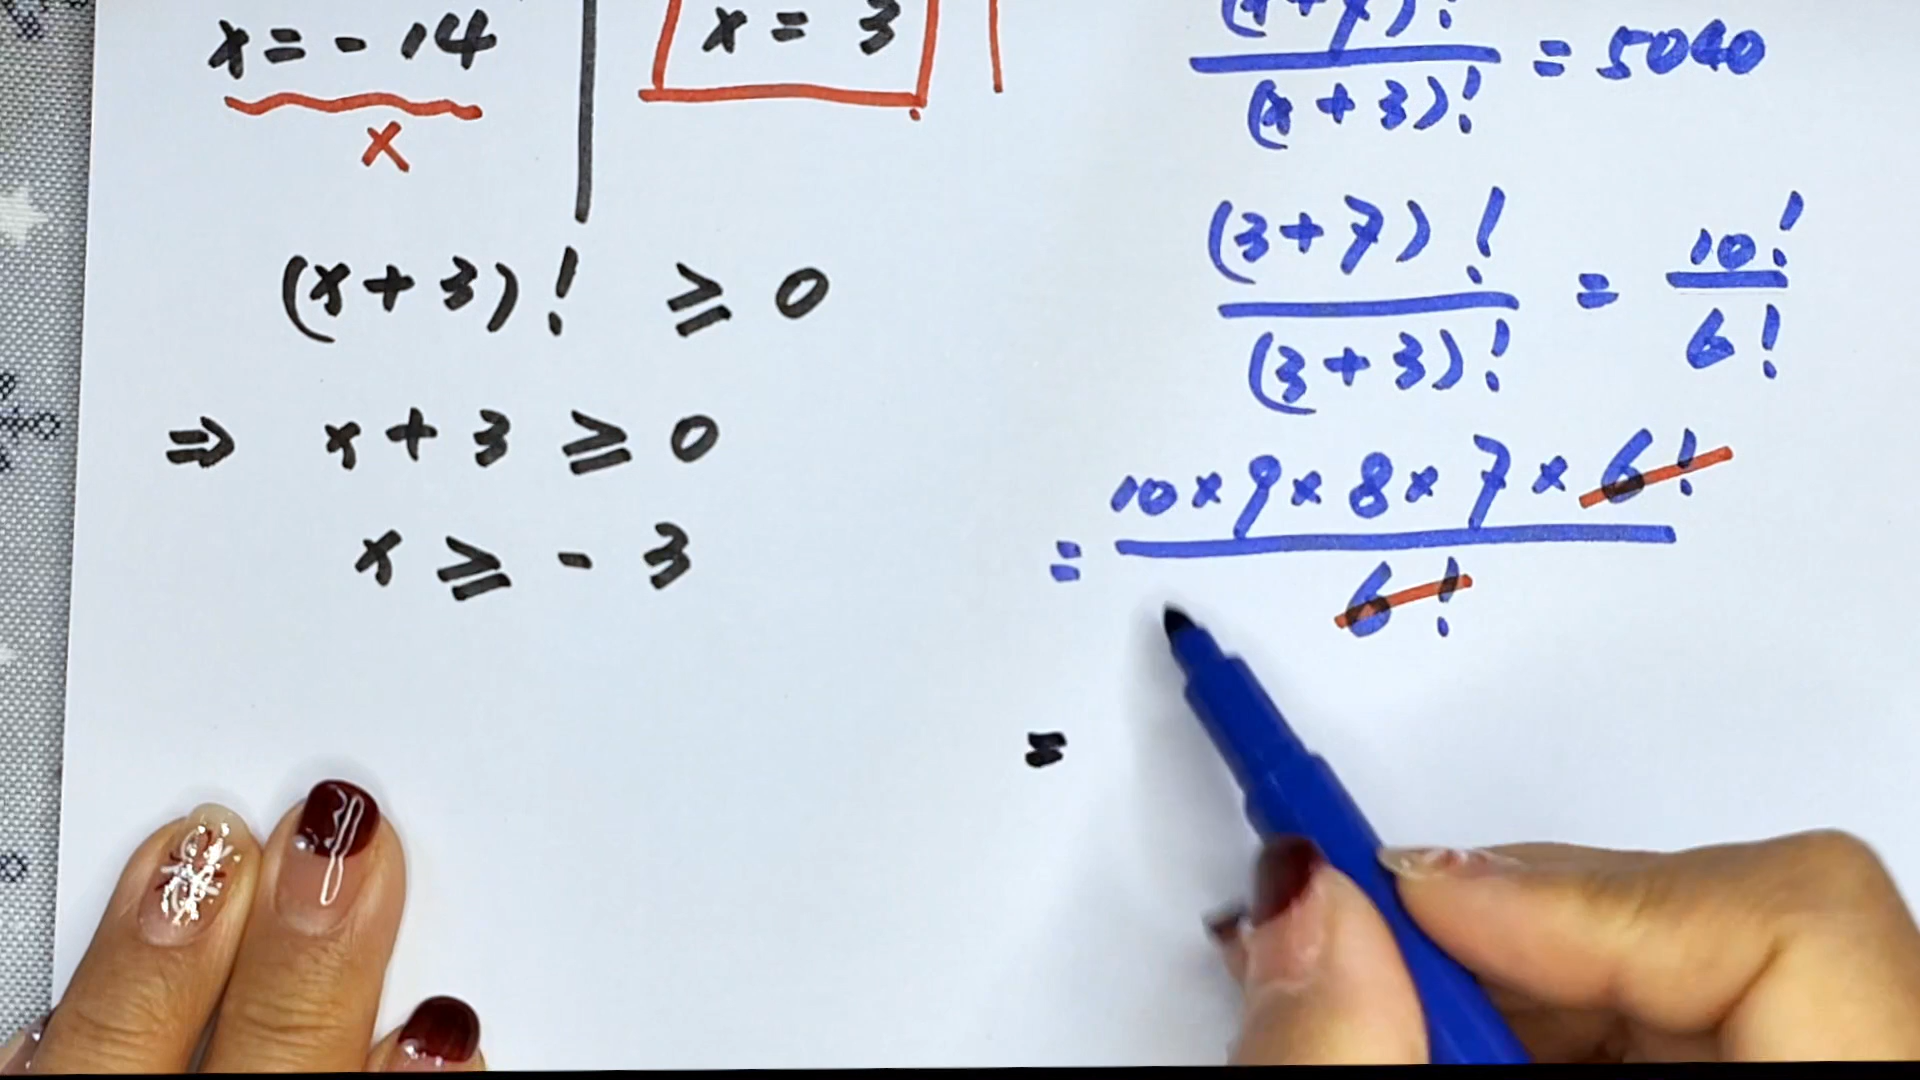 x = - 14
x
(x + 3)! ≥ 0
⇒ x + 3 ≥ 0
x ≥ - 3
x = 3
(x+7)!
= 5040
(x + 3)!
(3+7)! = 10!
(3+3)! 6!
= 10 × 9 × 8 × 7 × 6!
6!
=